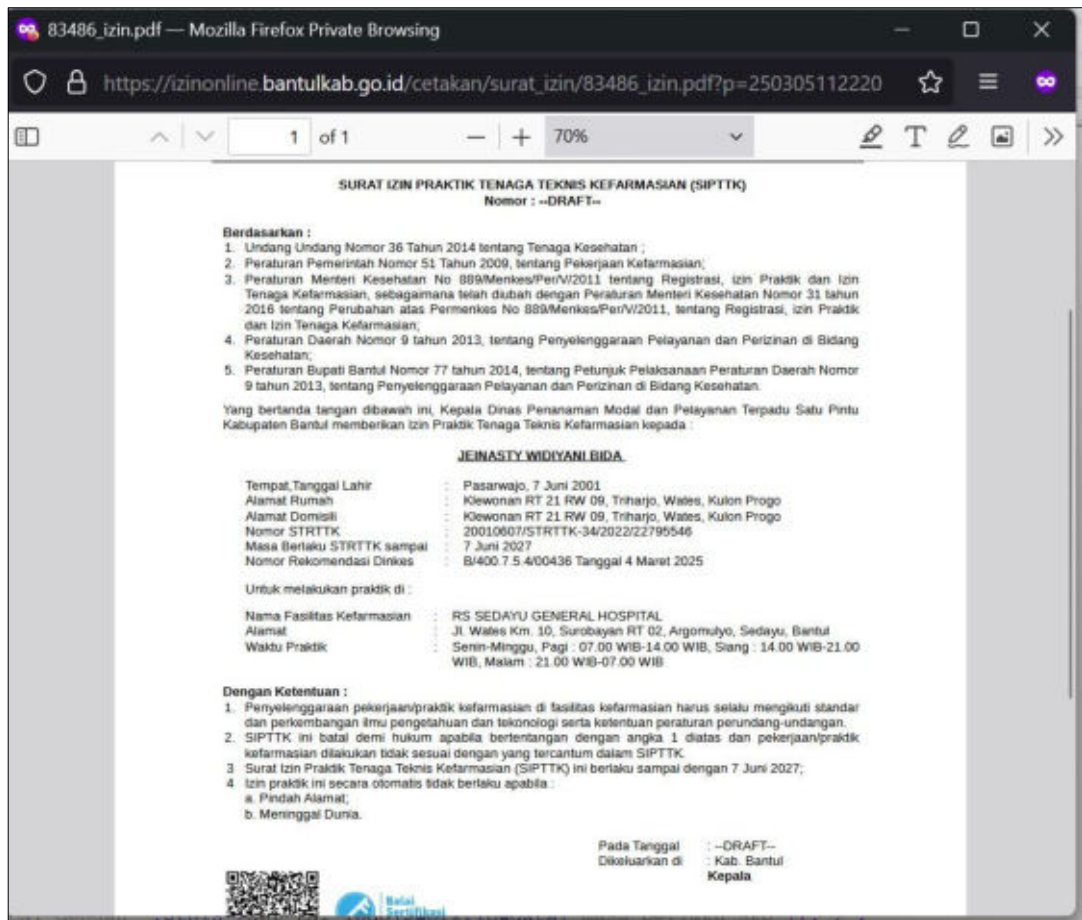 83486_izin.pdf — Mozilla Firefox Private Browsing
https://izinonline.bantulkab.go.id/cetakan/surat_izin/83486_izin.pdf?p=250305112220
1 of 1 70%
SURAT IZIN PRAKTIK TENAGA TEKNIS KEFARMASIAN (SIPTTK)
Nomor : --DRAFT--
Berdasarkan :
1. Undang Undang Nomor 36 Tahun 2014 tentang Tenaga Kesehatan ;
2. Peraturan Pemerintah Nomor 51 Tahun 2009, tentang Pekerjaan Kefarmasian;
3. Peraturan Menteri Kesehatan No 889/Menkes/Per/V/2011 tentang Registrasi, izin Praktik dan Izin
Tenaga Kefarmasian, sebagaimana telah diubah dengan Peraturan Menteri Kesehatan Nomor 31 tahun
2016 tentang Perubahan atas Permenkes No 889/Menkes/Per/V/2011, tentang Registrasi, izin Praktik
dan Izin Tenaga Kefarmasian;
4. Peraturan Daerah Nomor 9 tahun 2013, tentang Penyelenggaraan Pelayanan dan Perizinan di Bidang
Kesehatan;
5. Peraturan Bupati Bantul Nomor 77 tahun 2014, tentang Petunjuk Pelaksanaan Peraturan Daerah Nomor
9 tahun 2013, tentang Penyelenggaraan Pelayanan dan Perizinan di Bidang Kesehatan.
Yang bertanda tangan dibawah ini, Kepala Dinas Penanaman Modal dan Pelayanan Terpadu Satu Pintu
Kabupaten Bantul memberikan Izin Praktik Tenaga Teknis Kefarmasian kepada :
JEINASTY WIDIYANI BIDA
Tempat,Tanggal Lahir : Pasarwajo, 7 Juni 2001
Alamat Rumah : Klewonan RT 21 RW 09, Triharjo, Wates, Kulon Progo
Alamat Domisili : Klewonan RT 21 RW 09, Triharjo, Wates, Kulon Progo
Nomor STRTTK : 20010607/STRTTK-34/2022/22795546
Masa Berlaku STRTTK sampai : 7 Juni 2027
Nomor Rekomendasi Dinkes : B/400.7.5.4/00436 Tanggal 4 Maret 2025
Untuk melakukan praktik di :
Nama Fasilitas Kefarmasian : RS SEDAYU GENERAL HOSPITAL
Alamat : Jl. Wates Km. 10, Surobayan RT 02, Argomulyo, Sedayu, Bantul
Waktu Praktik : Senin-Minggu, Pagi : 07.00 WIB-14.00 WIB, Siang : 14.00 WIB-21.00
WIB, Malam : 21.00 WIB-07.00 WIB
Dengan Ketentuan :
1. Penyelenggaraan pekerjaan/praktik kefarmasian di fasilitas kefarmasian harus selalu mengikuti standar
dan perkembangan ilmu pengetahuan dan tekonologi serta ketentuan peraturan perundang-undangan.
2. SIPTTK ini batal demi hukum apabila bertentangan dengan angka 1 diatas dan pekerjaan/praktik
kefarmasian dilakukan tidak sesuai dengan yang tercantum dalam SIPTTK.
3 Surat Izin Praktik Tenaga Teknis Kefarmasian (SIPTTK) ini berlaku sampai dengan 7 Juni 2027;
4 Izin praktik ini secara otomatis tidak berlaku apabila :
a. Pindah Alamat;
b. Meninggal Dunia.
Pada Tanggal : --DRAFT--
Dikeluarkan di : Kab. Bantul
Kepala
Balai
Sertifikasi